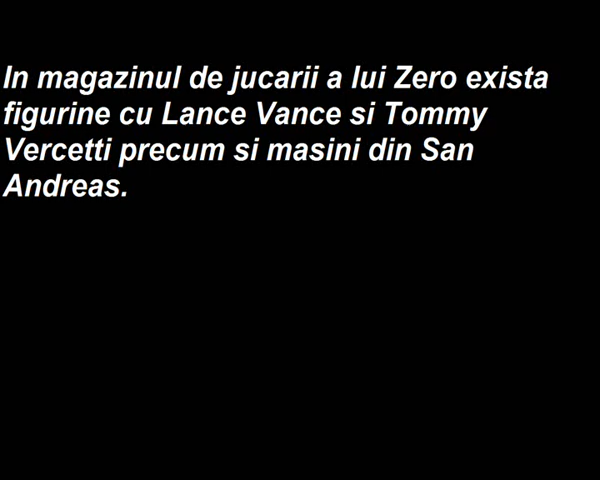 In magazinul de jucarii a lui Zero exista
figurine cu Lance Vance si Tommy
Vercetti precum si masini din San
Andreas.